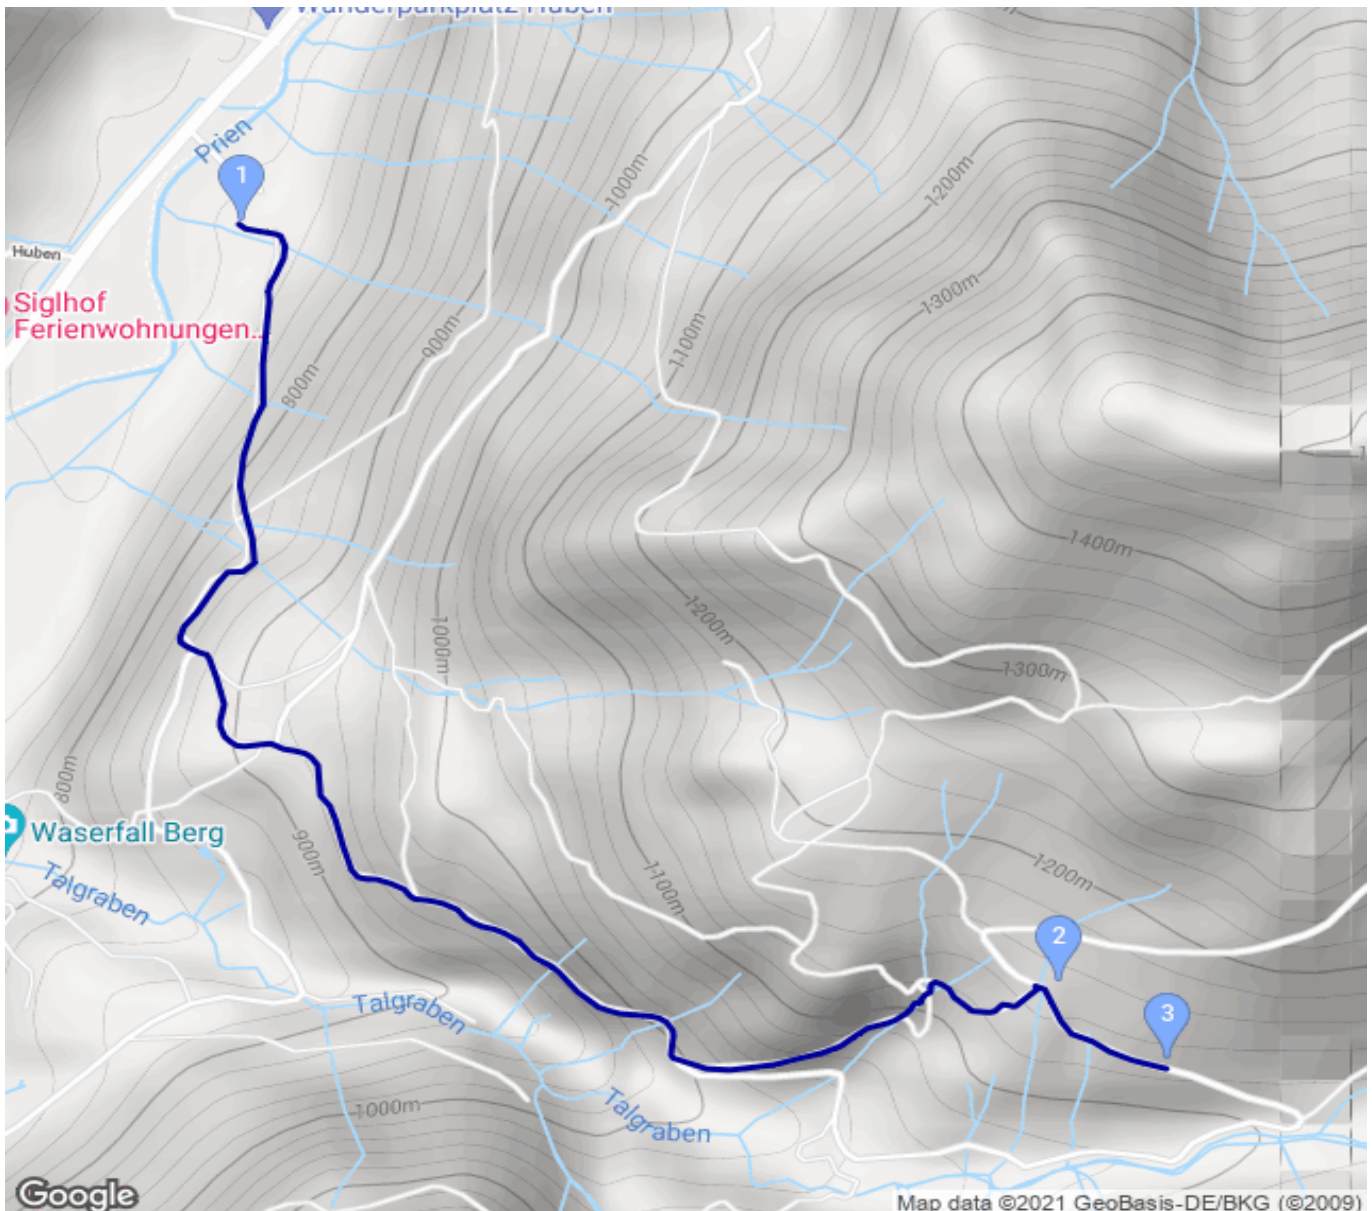 Wanderparkplatz Huben
Prien
1
1000m
1200m
Huben
1300m
Siglhof
Ferienwohnungen...
900m
1100m
800m
1400m
1200m
1000m
1300m
800m
Waserfall Berg
900m
1100m
1200m
Talgraben
2
Talgraben
3
Talgraben
1000m
Google
Map data ©2021 GeoBasis-DE/BKG (©2009)